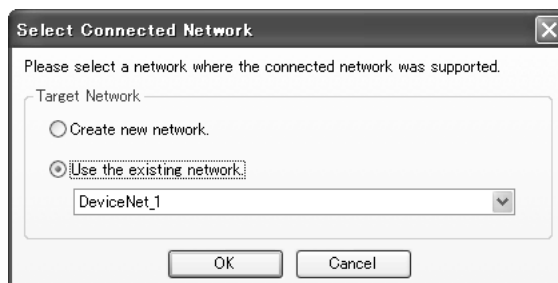 Select Connected Network
Please select a network where the connected network was supported.
Target Network
Create new network.
Use the existing network.
DeviceNet_1
OK
Cancel